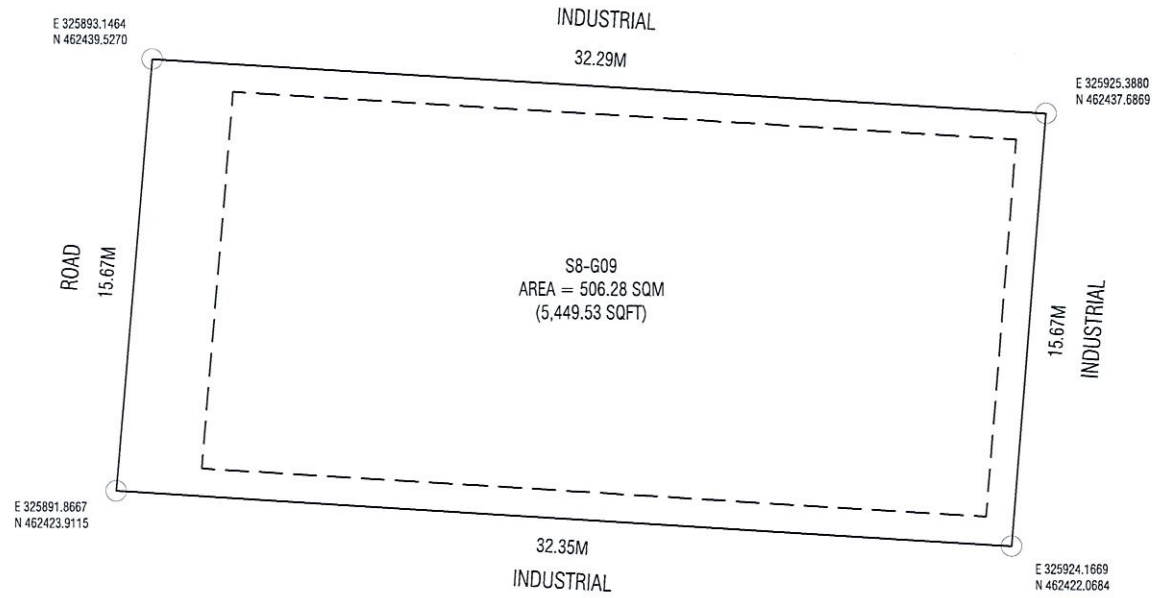 INDUSTRIAL
E 325893.1464
N 462439.5270
32.29M
E 325925.3880
N 462437.6869
ROAD
15.67M
S8-G09
AREA = 506.28 SQM
(5,449.53 SQFT)
15.67M
INDUSTRIAL
E 325891.8667
N 462423.9115
32.35M
INDUSTRIAL
E 325924.1669
N 462422.0684